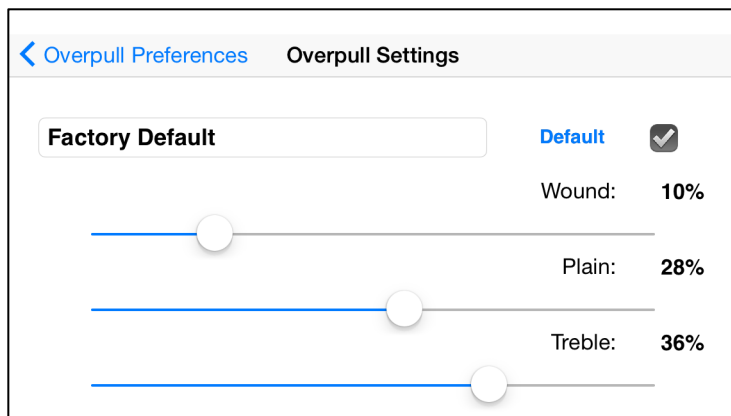 Overpull Preferences Overpull Settings
Factory Default Default
Wound: 10%
Plain: 28%
Treble: 36%